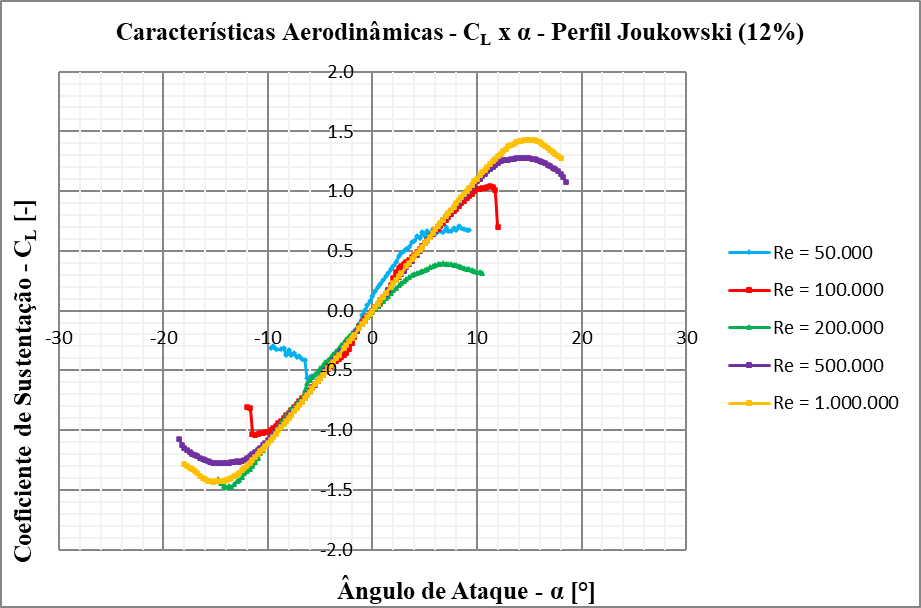 Características Aerodinâmicas - CL x α - Perfil Joukowski (12%)
2.0
1.5
1.0
0.5
0.0
-30 -20 -10 0 10 20 30
-0.5
-1.0
-1.5
-2.0
Coeficiente de Sustentação - CL [-]
Ângulo de Ataque - α [°]
Re = 50.000
Re = 100.000
Re = 200.000
Re = 500.000
Re = 1.000.000